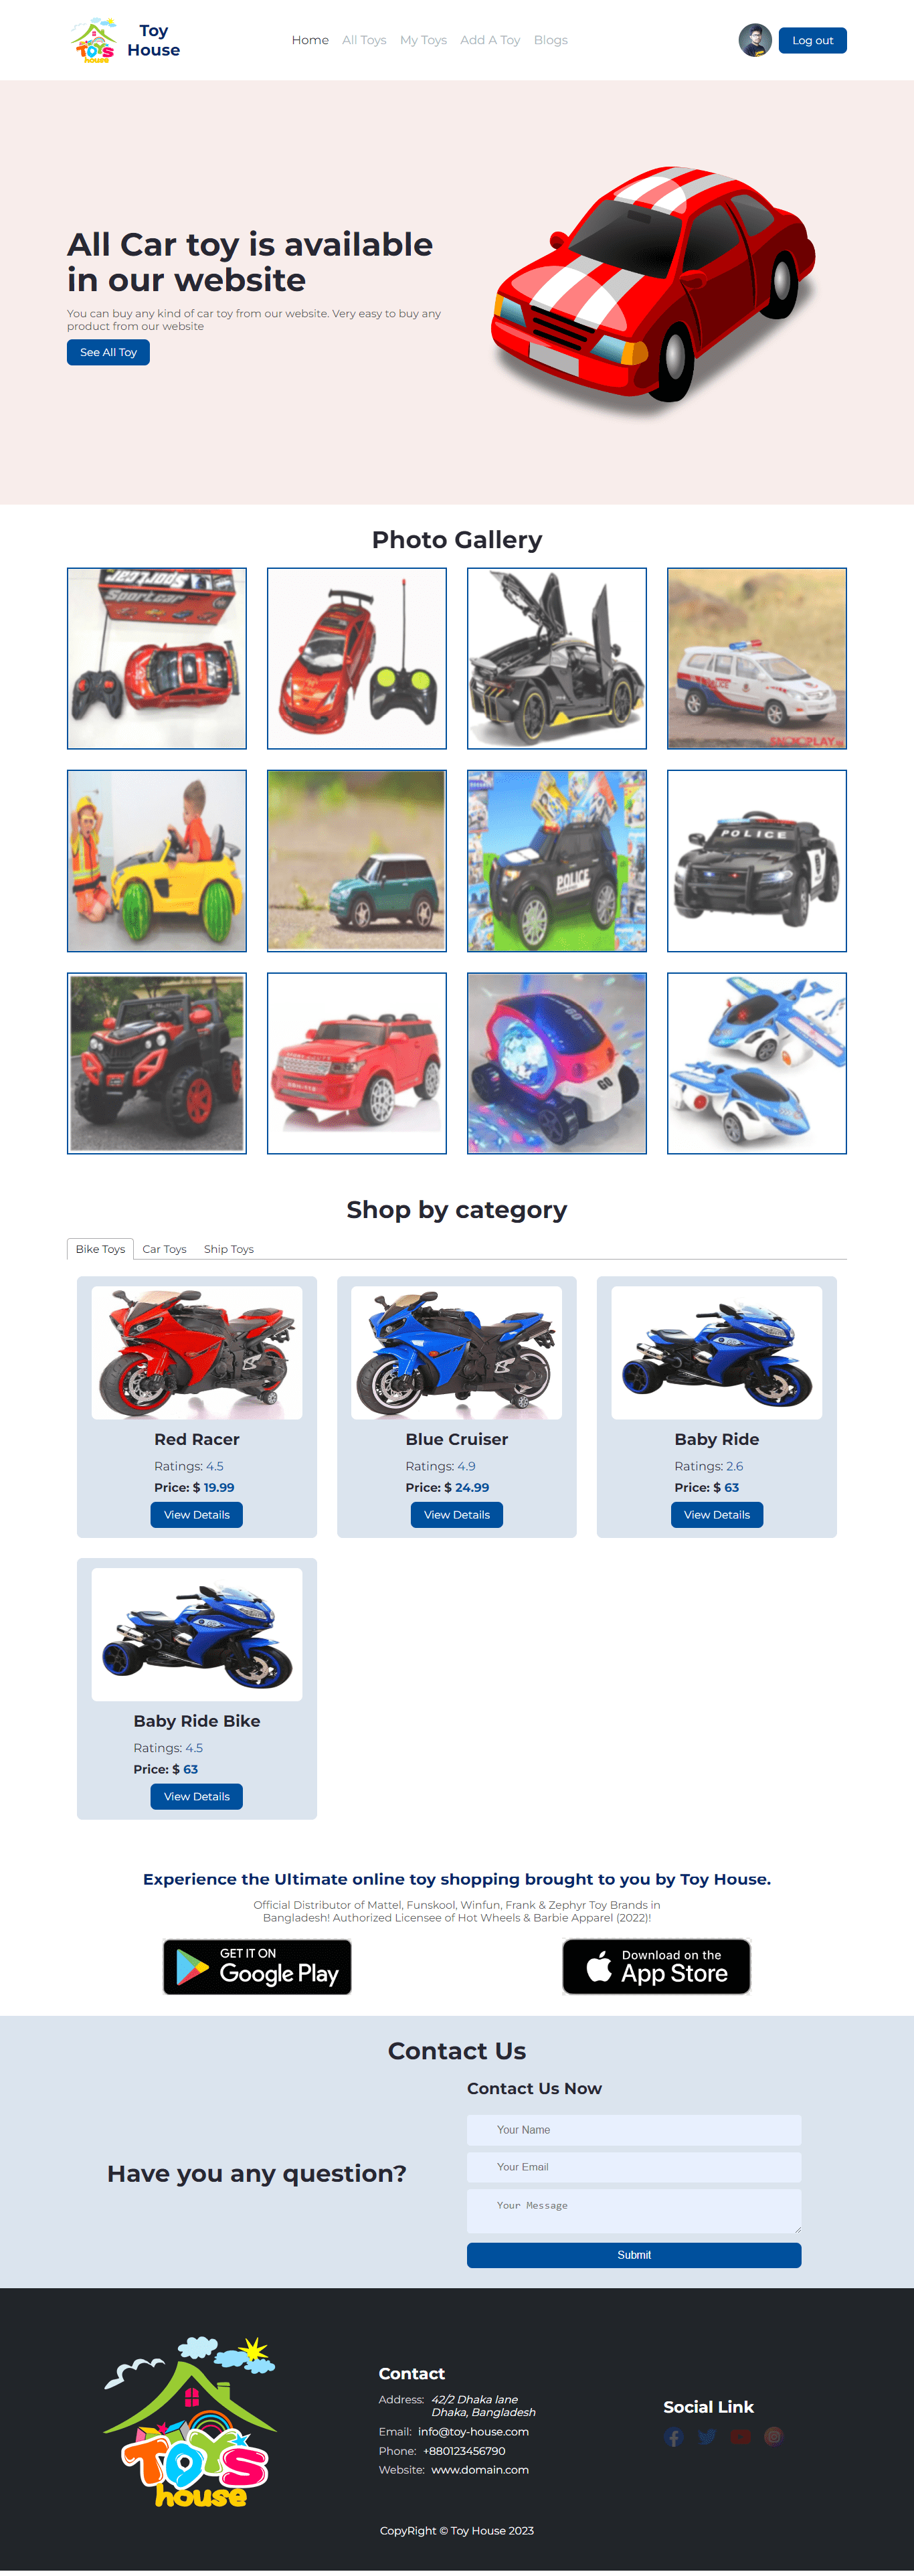 Toy
House
Home
All Toys
My Toys
Add A Toy
Blogs
Log out
All Car toy is available
in our website
You can buy any kind of car toy from our website. Very easy to buy any
product from our website
See All Toy
Photo Gallery
Sportcar
Sportcar
POLICE
POLICE
POLICE
GO
GO
Shop by category
Bike Toys
Car Toys
Ship Toys
Red Racer
Ratings: 4.5
Price: $ 19.99
View Details
Blue Cruiser
Ratings: 4.9
Price: $ 24.99
View Details
Baby Ride
Ratings: 2.6
Price: $ 63
View Details
Baby Ride Bike
Ratings: 4.5
Price: $ 63
View Details
Experience the Ultimate online toy shopping brought to you by Toy House.
Official Distributor of Mattel, Funskool, Winfun, Frank & Zephyr Toy Brands in
Bangladesh! Authorized Licensee of Hot Wheels & Barbie Apparel (2022)!
GET IT ON
Google Play
Download on the
App Store
Contact Us
Have you any question?
Contact Us Now
Your Name
Your Email
Your Message
Submit
TOYS
house
Contact
Address: 42/2 Dhaka lane
Dhaka, Bangladesh
Email: info@toy-house.com
Phone: +880123456790
Website: www.domain.com
Social Link
CopyRight © Toy House 2023